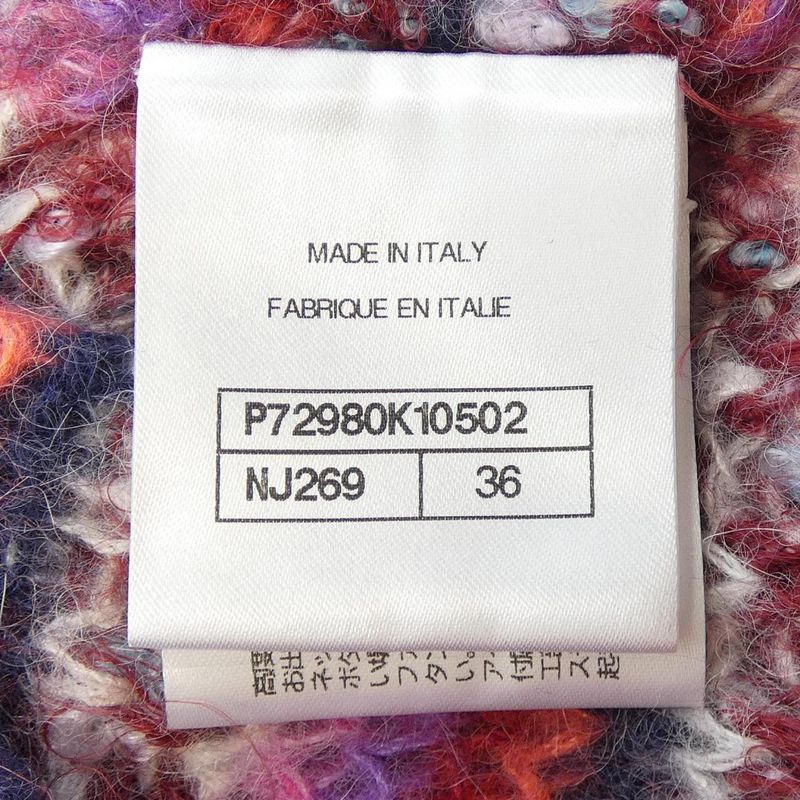 MADE IN ITALY
FABRIQUE EN ITALIE
P72980K10502
NJ269 36